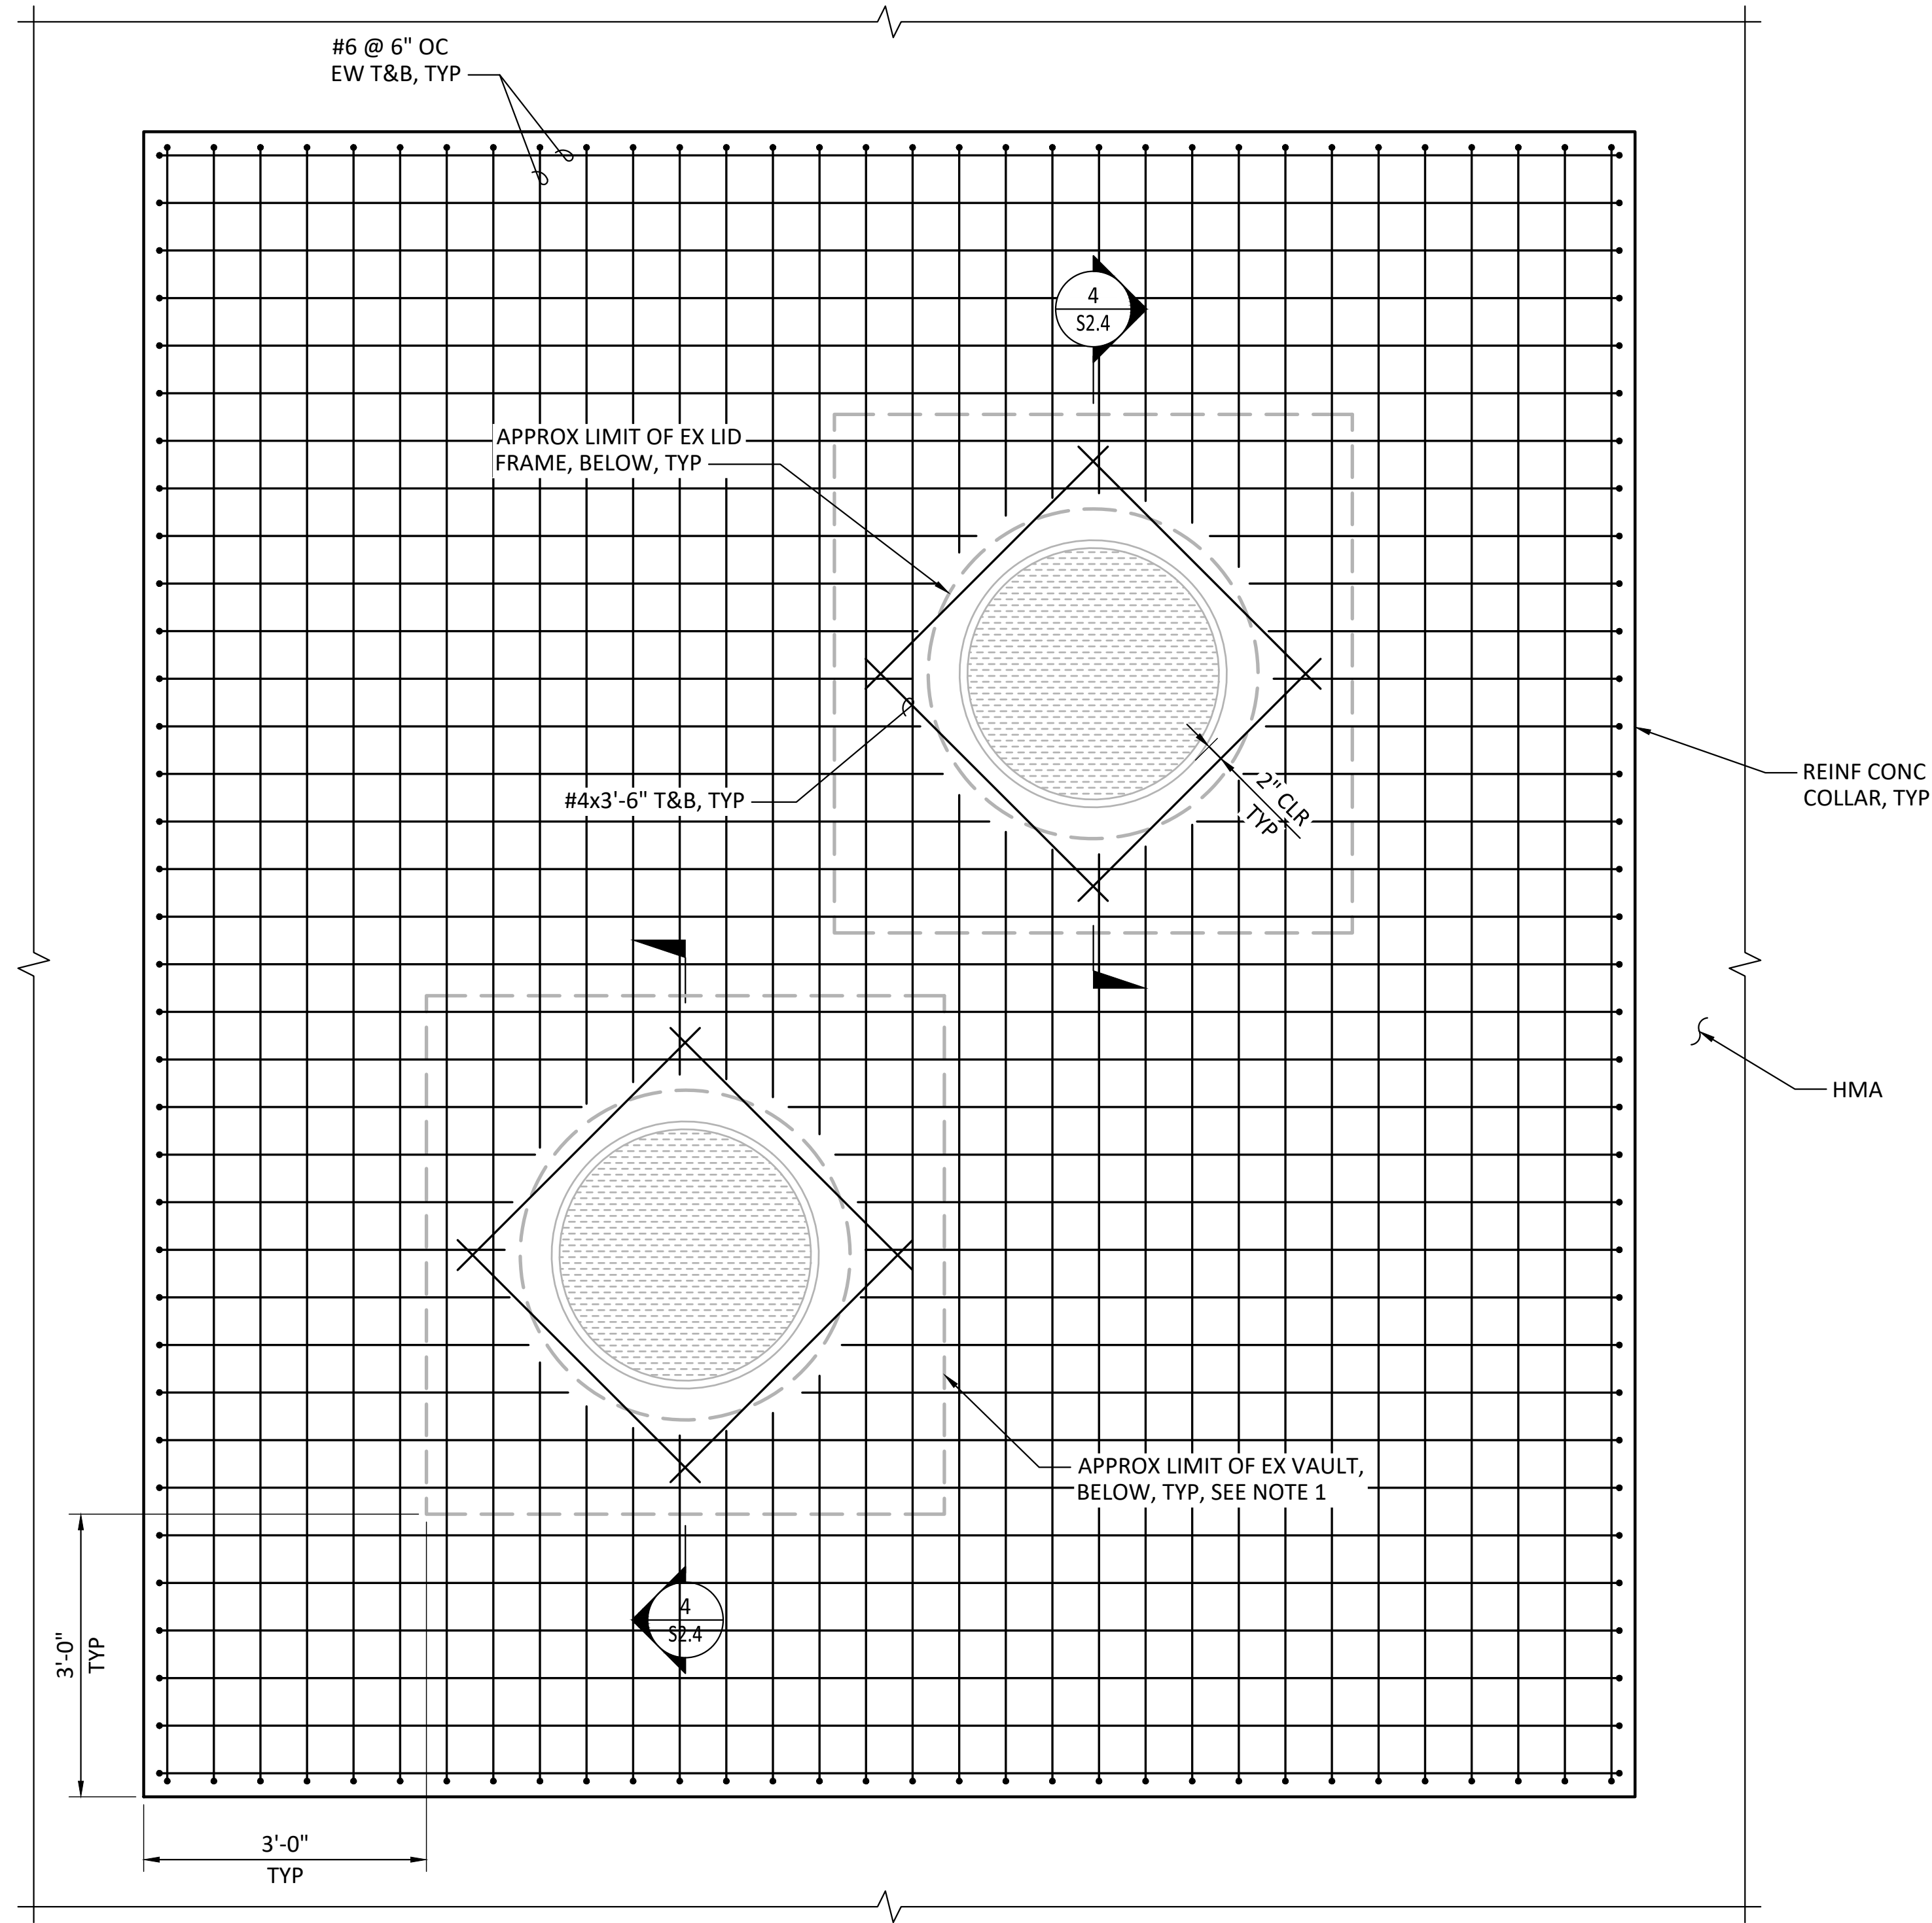 #6 @ 6" OC
EW T&B, TYP
4
S2.4
APPROX LIMIT OF EX LID
FRAME, BELOW, TYP
#4x3'-6" T&B, TYP
2" CLR
TYP
REINF CONC
COLLAR, TYP
HMA
APPROX LIMIT OF EX VAULT,
BELOW, TYP, SEE NOTE 1
4
S2.4
3'-0"
TYP
3'-0"
TYP